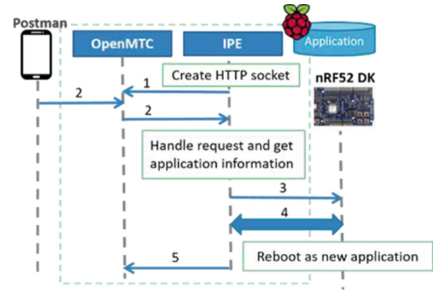 Postman
OpenMTC
IPE
Application
Create HTTP socket
nRF52 DK
1
2
2
Handle request and get
application information
3
4
Reboot as new application
5